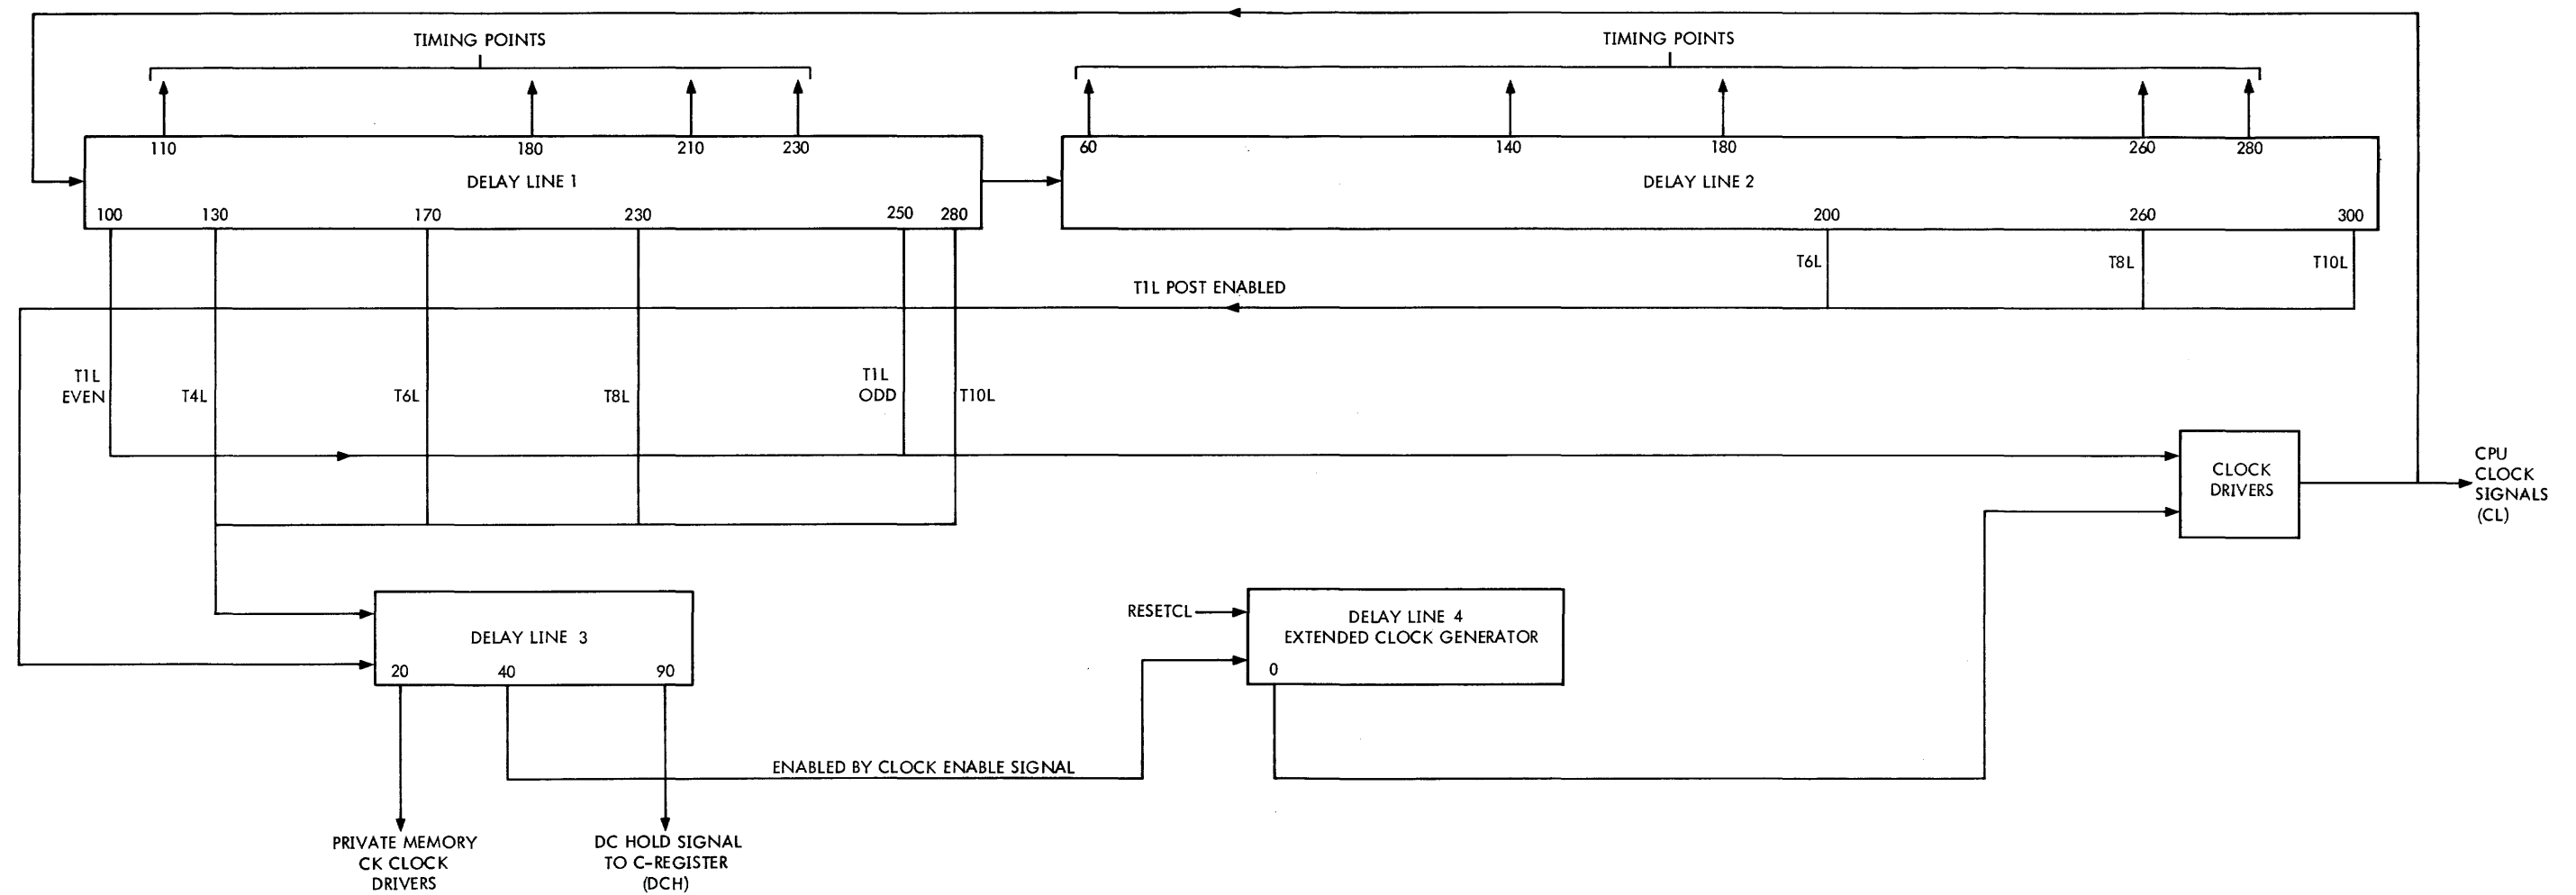 TIMING POINTS
TIMING POINTS
110 180 210 230
60 140 180 260 280
DELAY LINE 1
DELAY LINE 2
100 130 170 230 250 280
200 260 300
T6L T8L T10L
T1L POST ENABLED
T1L
EVEN
T4L
T6L
T8L
T1L
ODD
T10L
CLOCK
DRIVERS
CPU
CLOCK
SIGNALS
(CL)
DELAY LINE 3
20 40 90
RESETCL
DELAY LINE 4
EXTENDED CLOCK GENERATOR
0
ENABLED BY CLOCK ENABLE SIGNAL
PRIVATE MEMORY
CK CLOCK
DRIVERS
DC HOLD SIGNAL
TO C-REGISTER
(DCH)